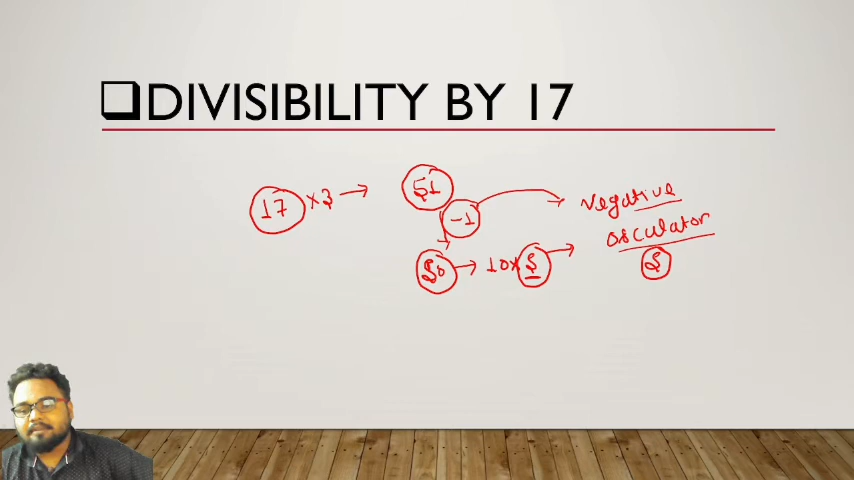 DIVISIBILITY BY 17
17 ×3 → 51
-1 → negative osculator
50 → 10×5 → 5